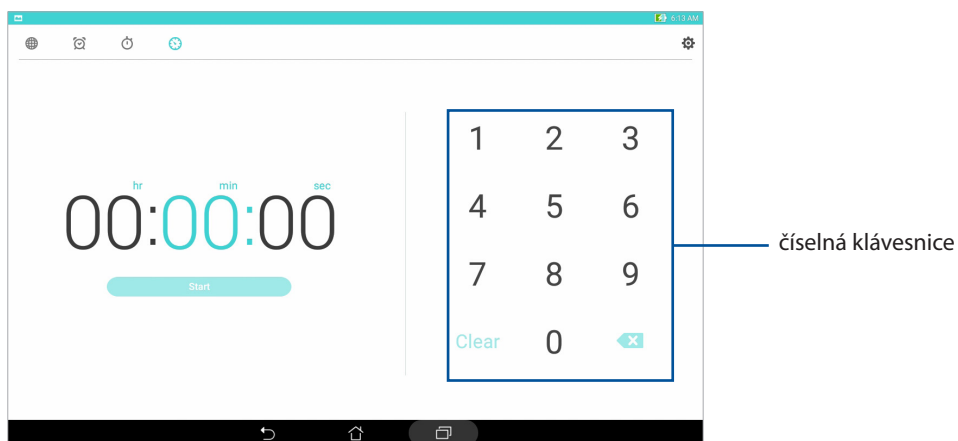 6:13 AM
hr min sec
00:00:00
Start
1 2 3
4 5 6
7 8 9
Clear 0
číselná klávesnice